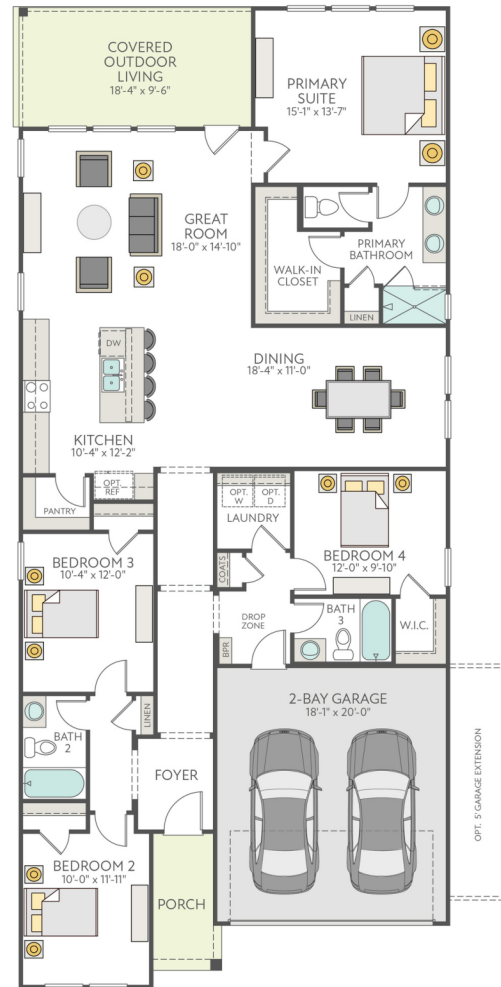 COVERED
OUTDOOR
LIVING
18'-4" x 9'-6"
PRIMARY
SUITE
15'-1" x 13'-7"
GREAT
ROOM
18'-0" x 14'-10"
PRIMARY
BATHROOM
WALK-IN
CLOSET
LINEN
DW
DINING
18'-4" x 11'-0"
KITCHEN
10'-4" x 12'-2"
OPT.
REF
PANTRY
OPT.
W
OPT.
D
LAUNDRY
BEDROOM 4
12'-0" x 9'-10"
BEDROOM 3
10'-4" x 12'-0"
COATS
DROP
ZONE
BATH
3
W.I.C.
BPR
LINEN
BATH
2
2-BAY GARAGE
18'-1" x 20'-0"
OPT. 5' GARAGE EXTENSION
FOYER
BEDROOM 2
10'-0" x 11'-11"
PORCH